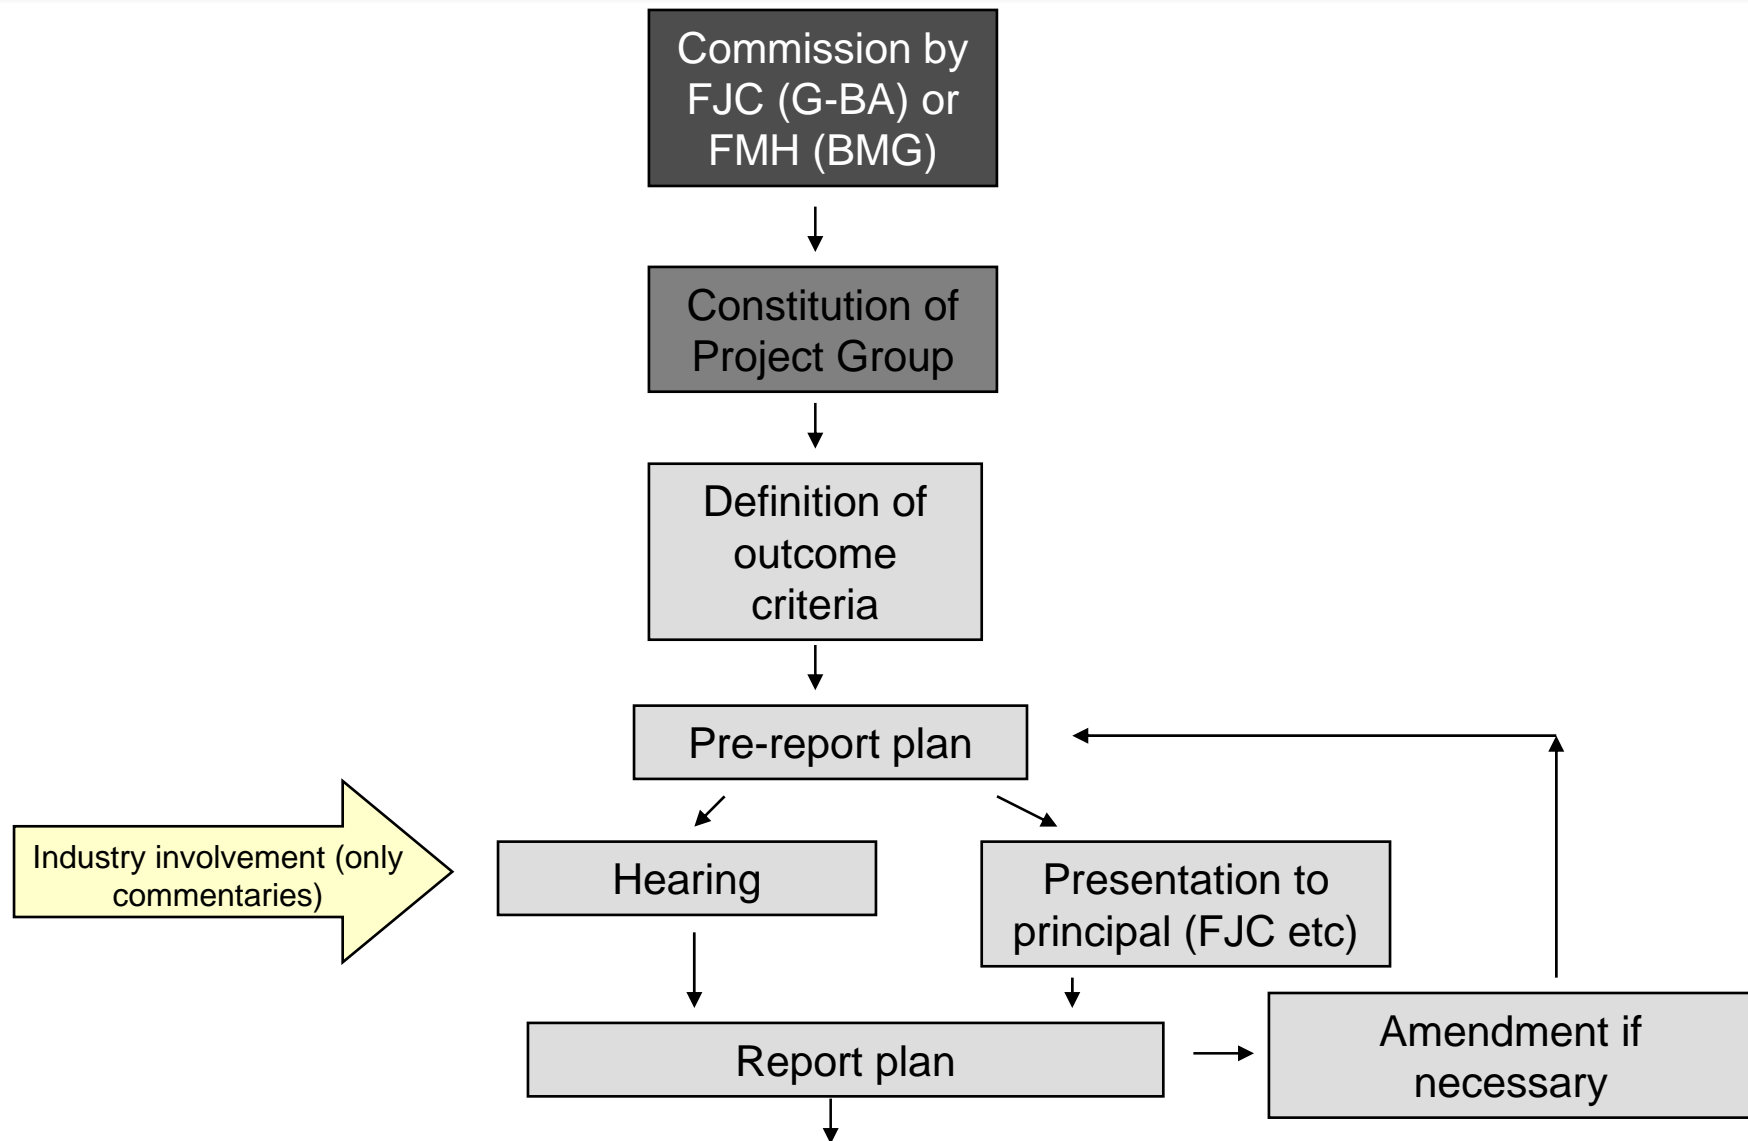 Commission by
FJC (G-BA) or
FMH (BMG)
Constitution of
Project Group
Definition of
outcome
criteria
Pre-report plan
Industry involvement (only
commentaries)
Hearing
Presentation to
principal (FJC etc)
Report plan
Amendment if
necessary